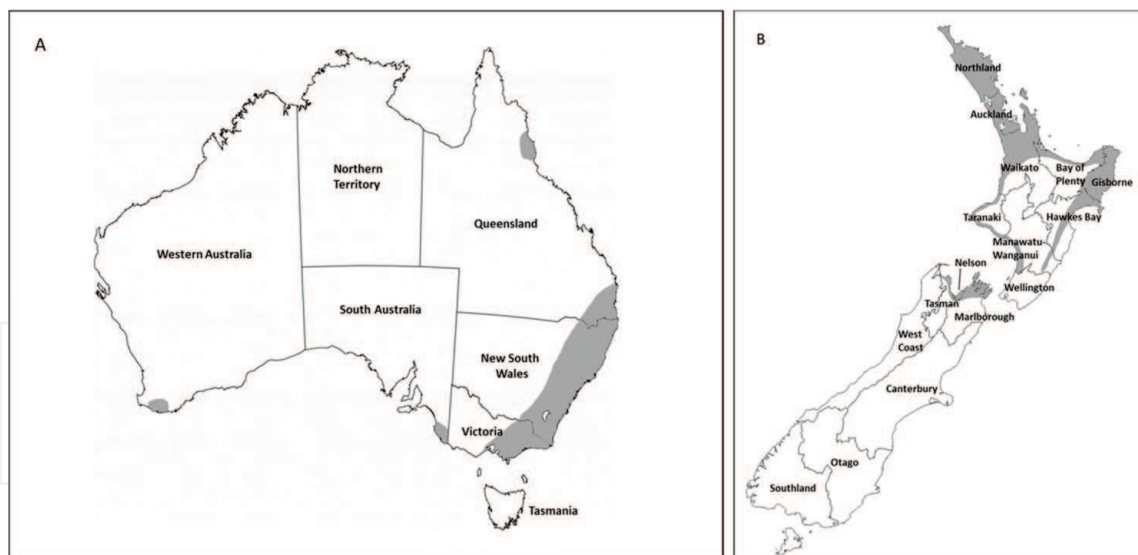 A
Northern
Territory
Queensland
Western Australia
South Australia
New South
Wales
Victoria
Tasmania
B
Northland
Auckland
Waikato
Bay of
Plenty
Gisborne
Taranaki
Hawkes Bay
Manawatu-
Wanganui
Nelson
Wellington
Tasman
Marlborough
West
Coast
Canterbury
Otago
Southland